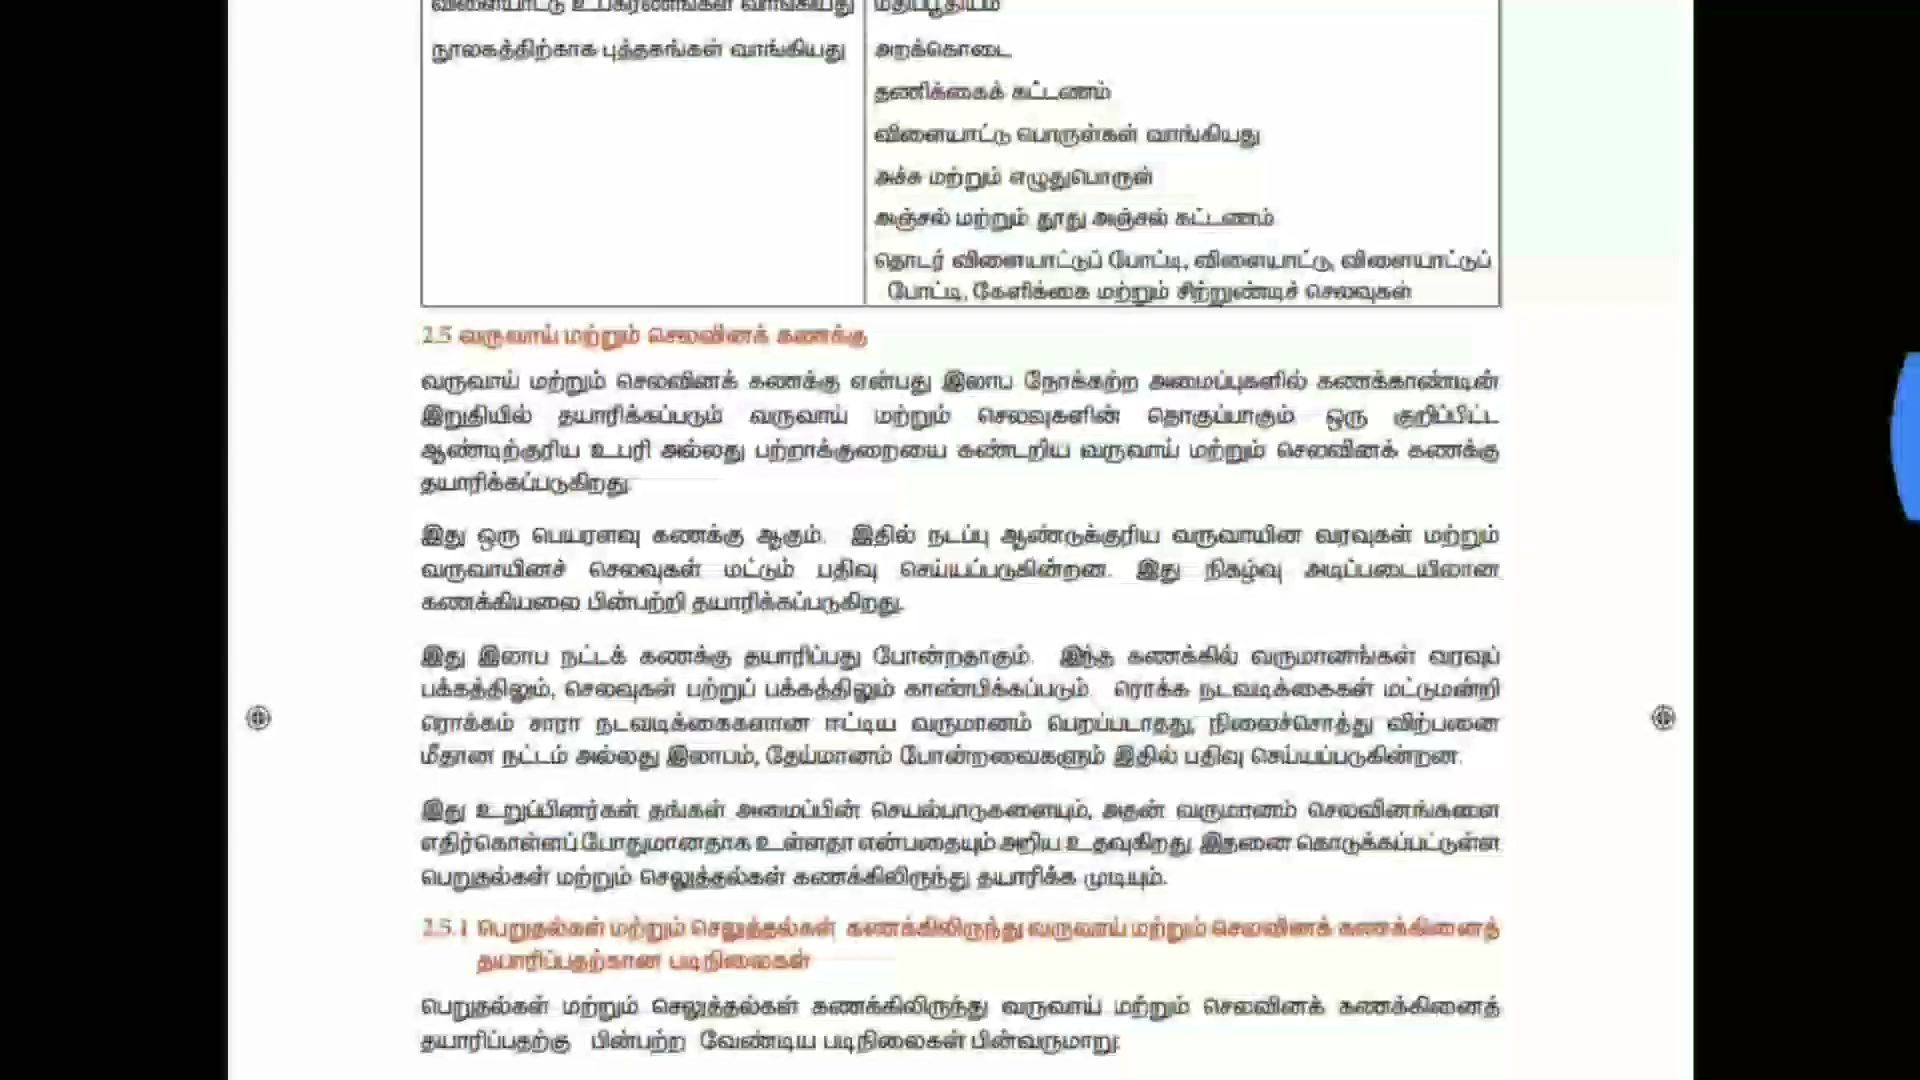 விளையாட்டு உபகரணங்கள் வாங்கியது
மதிப்பூதியம்
நூலகத்திற்காக புத்தகங்கள் வாங்கியது
அறக்கொடை
தணிக்கைக் கட்டணம்
விளையாட்டு பொருள்கள் வாங்கியது
அச்சு மற்றும் எழுதுபொருள்
அஞ்சல் மற்றும் தூது அஞ்சல் கட்டணம்
தொடர் விளையாட்டுப் போட்டி, விளையாட்டு, விளையாட்டுப்
போட்டி, கேளிக்கை மற்றும் சிற்றுண்டிச் செலவுகள்
2.5 வருவாய் மற்றும் செலவினக் கணக்கு
வருவாய் மற்றும் செலவினக் கணக்கு என்பது இலாப நோக்கற்ற அமைப்புகளில் கணக்காண்டின்
இறுதியில் தயாரிக்கப்படும் வருவாய் மற்றும் செலவுகளின் தொகுப்பாகும். ஒரு குறிப்பிட்ட
ஆண்டிற்குரிய உபரி அல்லது பற்றாக்குறையை கண்டறிய வருவாய் மற்றும் செலவினக் கணக்கு
தயாரிக்கப்படுகிறது.
இது ஒரு பெயரளவு கணக்கு ஆகும். இதில் நடப்பு ஆண்டுக்குரிய வருவாயின வரவுகள் மற்றும்
வருவாயினச் செலவுகள் மட்டும் பதிவு செய்யப்படுகின்றன. இது நிகழ்வு அடிப்படையிலான
கணக்கியலை பின்பற்றி தயாரிக்கப்படுகிறது.
இது இலாப நட்டக் கணக்கு தயாரிப்பது போன்றதாகும். இந்த கணக்கில் வருமானங்கள் வரவுப்
பக்கத்திலும், செலவுகள் பற்றுப் பக்கத்திலும் காண்பிக்கப்படும். ரொக்க நடவடிக்கைகள் மட்டுமன்றி
ரொக்கம் சாரா நடவடிக்கைகளான ஈட்டிய வருமானம் பெறப்படாதது, நிலைச்சொத்து விற்பனை
மீதான நட்டம் அல்லது இலாபம், தேய்மானம் போன்றவைகளும் இதில் பதிவு செய்யப்படுகின்றன.
இது உறுப்பினர்கள் தங்கள் அமைப்பின் செயல்பாடுகளையும், அதன் வருமானம் செலவினங்களை
எதிர்கொள்ளப் போதுமானதாக உள்ளதா என்பதையும் அறிய உதவுகிறது. இதனை கொடுக்கப்பட்டுள்ள
பெறுதல்கள் மற்றும் செலுத்தல்கள் கணக்கிலிருந்து தயாரிக்க முடியும்.
2.5.1 பெறுதல்கள் மற்றும் செலுத்தல்கள் கணக்கிலிருந்து வருவாய் மற்றும் செலவினக் கணக்கினைத்
தயாரிப்பதற்கான படிநிலைகள்
பெறுதல்கள் மற்றும் செலுத்தல்கள் கணக்கிலிருந்து வருவாய் மற்றும் செலவினக் கணக்கினைத்
தயாரிப்பதற்கு பின்பற்ற வேண்டிய படிநிலைகள் பின்வருமாறு: